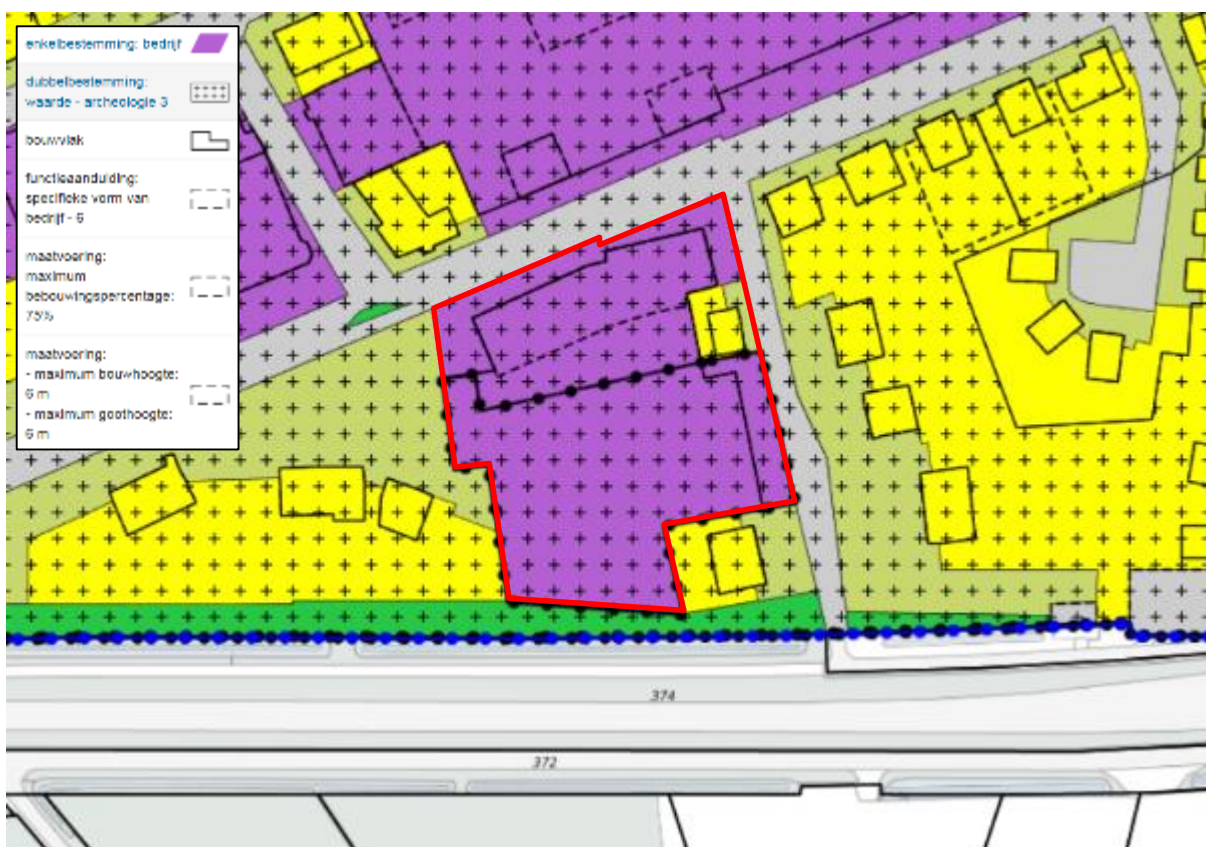 enkelbestemming: bedrijf
dubbelbestemming:
waarde - archeologie 3
bouwvlak
functieaanduiding:
specifieke vorm van
bedrijf - 6
maatvoering:
maximum
bebouwingspercentage:
75%
maatvoering:
- maximum bouwhoogte:
6 m
- maximum goothoogte:
6 m
374
372